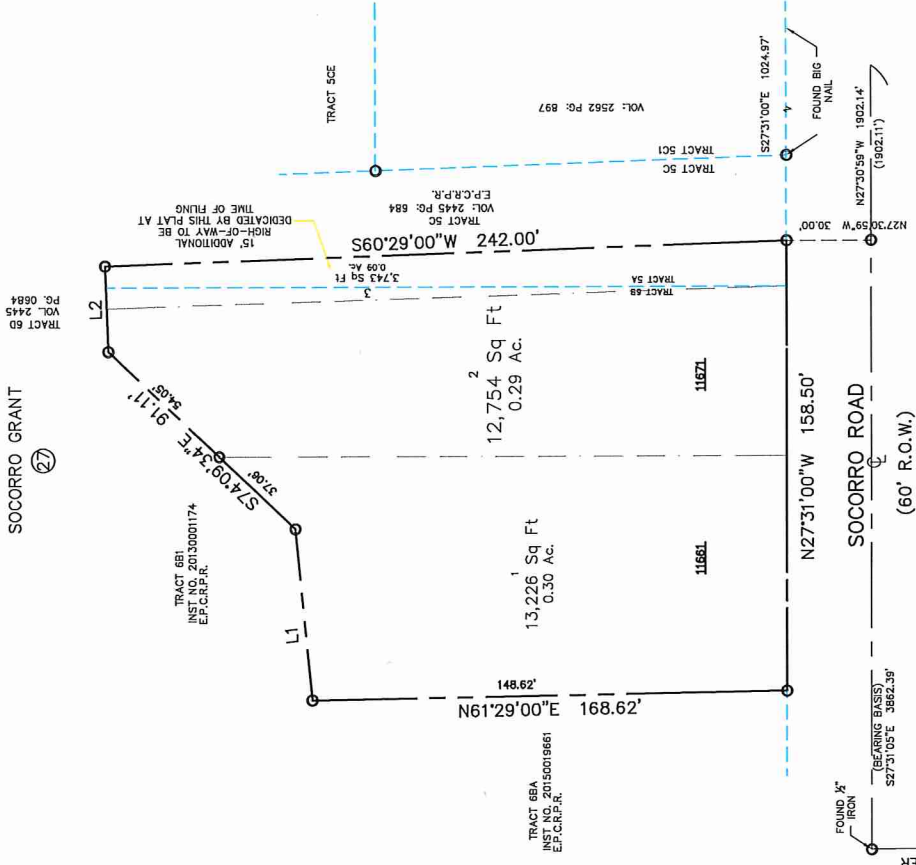 SOCORRO GRANT
27
TRACT 6D
VOL: 2445
PG: 0684
L2
15' ADDITIONAL
RIGH-OF-WAY TO BE
DEDICATED BY THIS PLAT AT
TIME OF FILING
TRACT 5CE
TRACT 5C
VOL: 2445 PG: 684
E.P.C.R.P.R.
VOL: 2562 PG: 897
TRACT 5C1
TRACT 5C
S60°29'00"W 242.00'
3
3,743 Sq Ft
0.09 Ac.
TRACT 5A
TRACT 6B
S74°09'34"E 91.11'
54.05'
37.06'
TRACT 6B1
INST NO. 20130001174
E.P.C.R.P.R.
L1
2
12,754 Sq Ft
0.29 Ac.
11671
1
13,226 Sq Ft
0.30 Ac.
11661
148.62'
N61°29'00"E 168.62'
TRACT 6BA
INST NO. 20150019661
E.P.C.R.P.R.
N27°31'00"W 158.50'
S27°31'00"E 1024.97'
FOUND BIG
NAIL
N27°30'59"W
30.00'
N27°30'59"W 1902.14'
(1902.11')
SOCORRO ROAD
(60' R.O.W.)
(BEARING BASIS)
S27°31'05"E 3862.39'
FOUND ½"
IRON